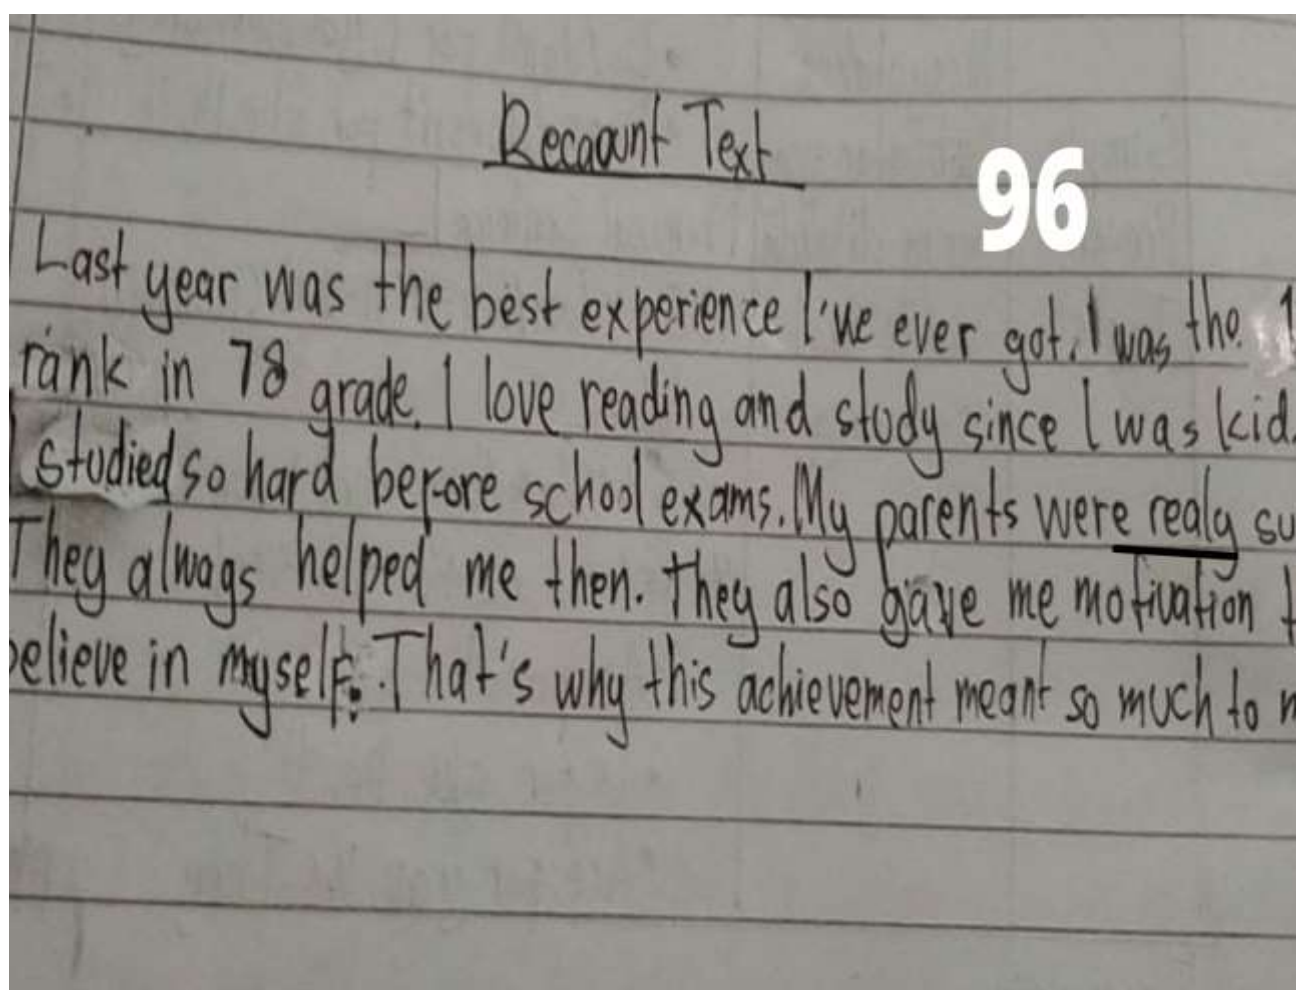 Recount Text
96
Last year was the best experience I've ever got. I was the 1
rank in 78 grade. I love reading and study since I was kid.
I studied so hard before school exams. My parents were realy su
They always helped me then. They also gave me motivation t
believe in myself. That's why this achievement meant so much to m